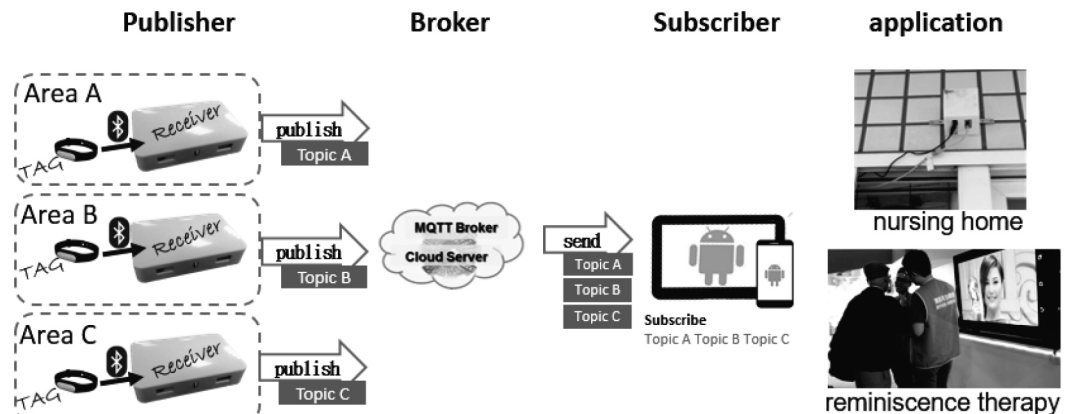 Publisher
Broker
Subscriber
application
Area A
Receiver
TAG
publish
Topic A
Area B
Receiver
TAG
publish
Topic B
Area C
Receiver
TAG
publish
Topic C
MQTT Broker
Cloud Server
send
Topic A
Topic B
Topic C
Subscribe
Topic A Topic B Topic C
nursing home
reminiscence therapy